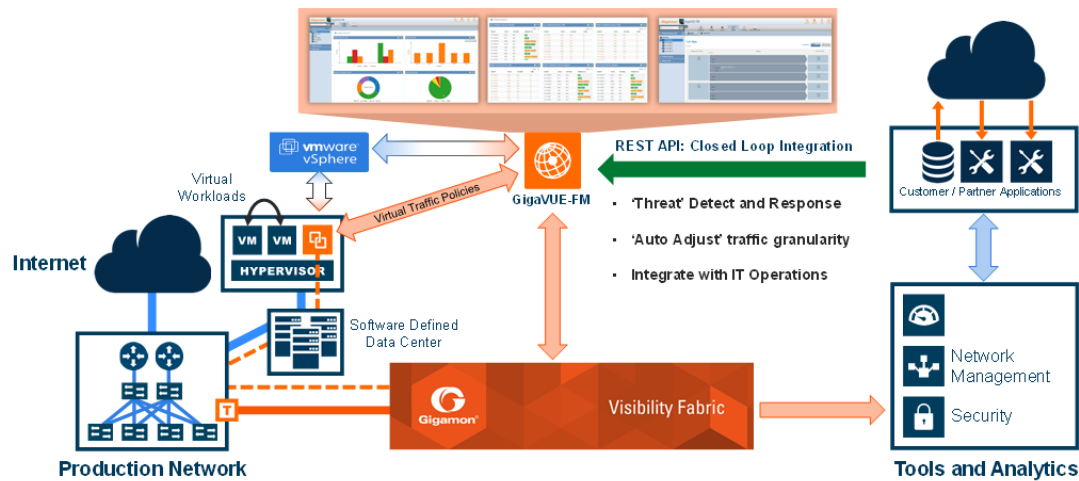 Gigamon
vmware
vSphere
REST API: Closed Loop Integration
Customer / Partner Applications
Virtual
Workloads
Virtual Traffic Policies
GigaVUE-FM
• 'Threat' Detect and Response
• 'Auto Adjust' traffic granularity
• Integrate with IT Operations
VM
VM
HYPERVISOR
Internet
Software Defined
Data Center
T
Gigamon®
Visibility Fabric
Network
Management
Security
Production Network
Tools and Analytics